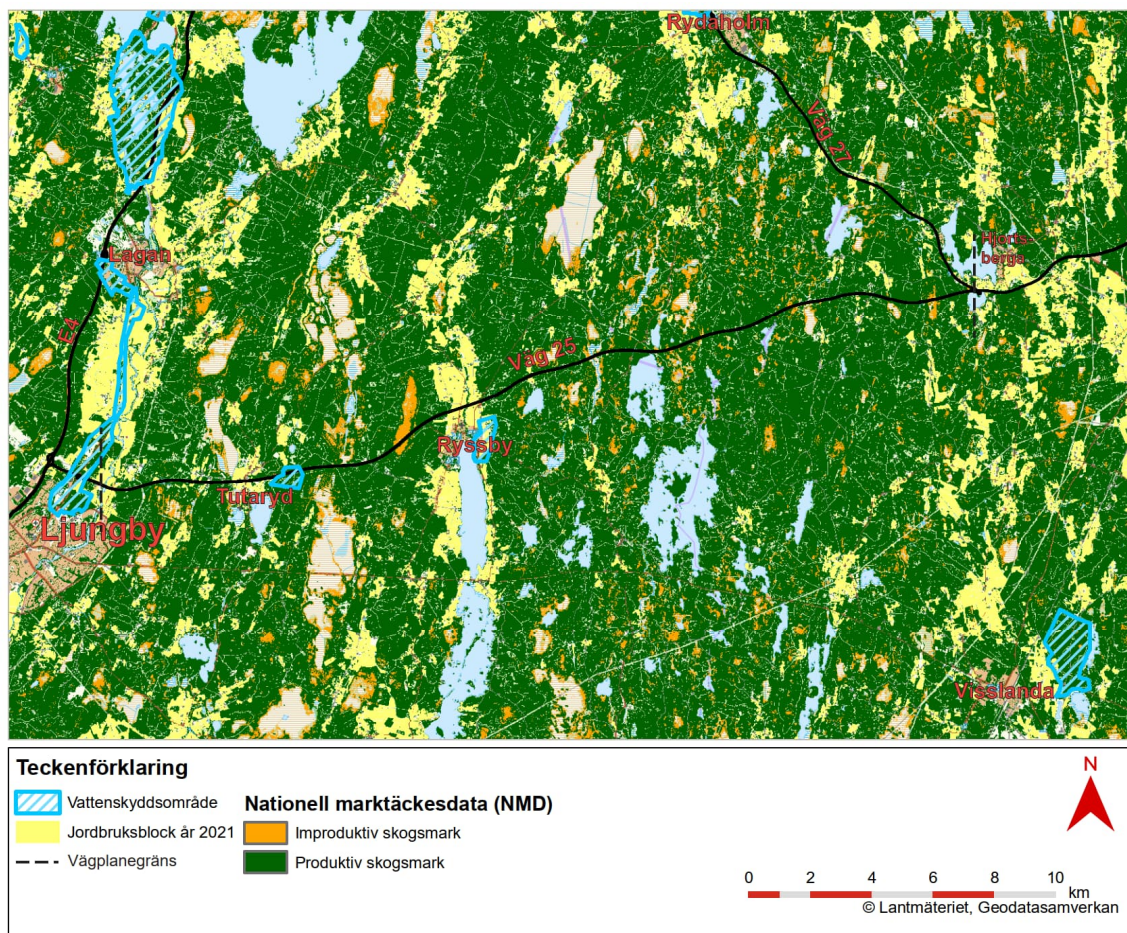 Rydaholm
Väg 27
Lagan
Hjorts-
berga
E4
Väg 25
Ryssby
Tutaryd
Ljungby
Visslanda
Teckenförklaring
Vattenskyddsområde
Jordbruksblock år 2021
Vägplanegräns
Nationell marktäckesdata (NMD)
Improduktiv skogsmark
Produktiv skogsmark
N
0 2 4 6 8 10
km
© Lantmäteriet, Geodatasamverkan